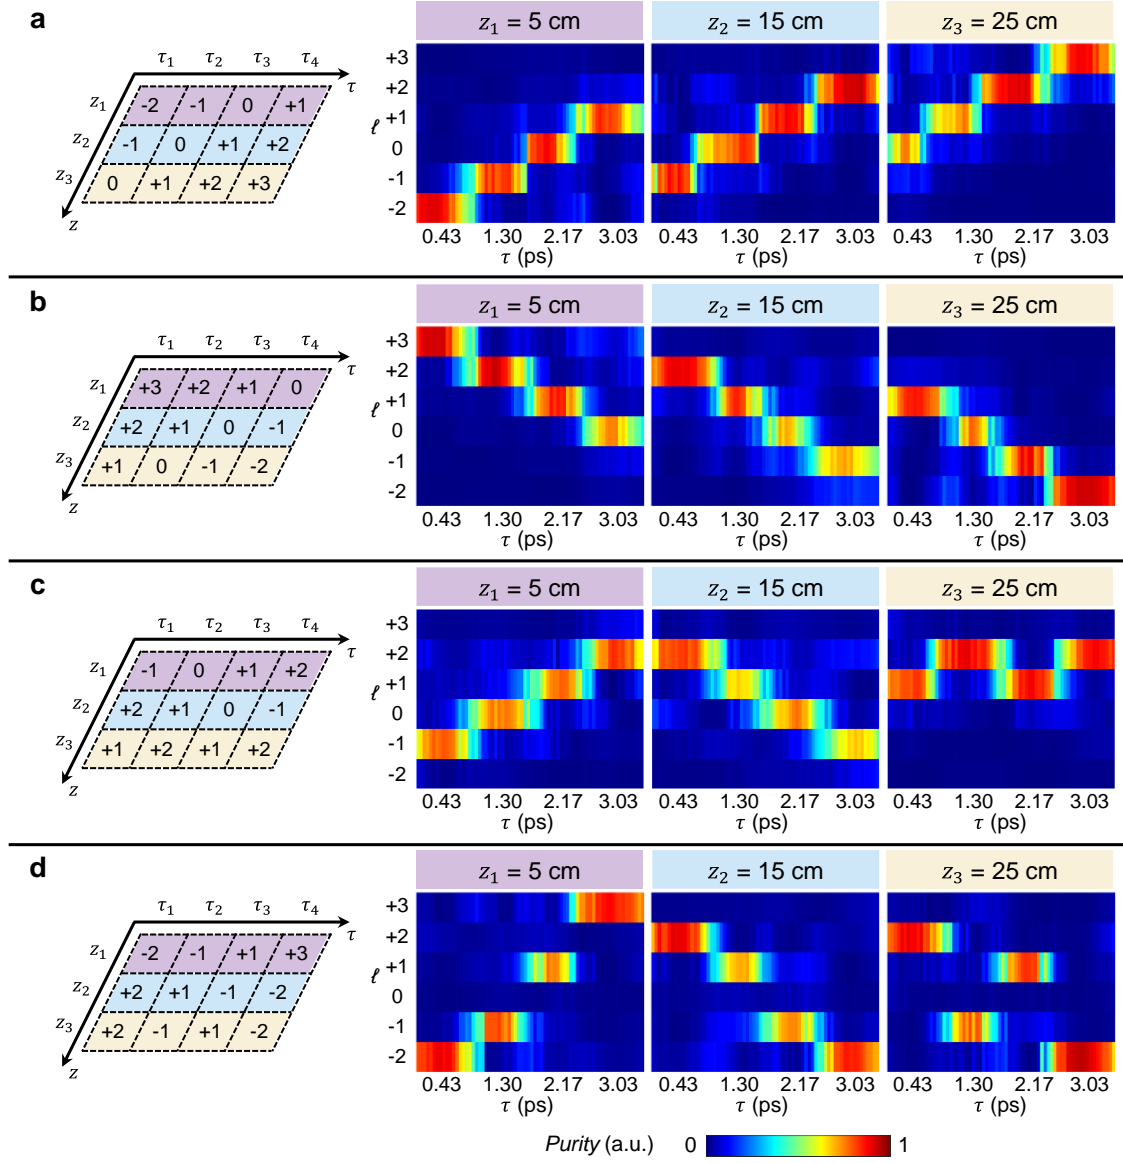 a
z₁ = 5 cm z₂ = 15 cm z₃ = 25 cm
τ₁ τ₂ τ₃ τ₄
τ
z₁ -2 -1 0 +1
z₂ -1 0 +1 +2
z₃ 0 +1 +2 +3
z
+3
+2
ℓ +1
0
-1
-2
0.43 1.30 2.17 3.03 0.43 1.30 2.17 3.03 0.43 1.30 2.17 3.03
τ (ps) τ (ps) τ (ps)
b
z₁ = 5 cm z₂ = 15 cm z₃ = 25 cm
τ₁ τ₂ τ₃ τ₄
τ
z₁ +3 +2 +1 0
z₂ +2 +1 0 -1
z₃ +1 0 -1 -2
z
+3
+2
ℓ +1
0
-1
-2
0.43 1.30 2.17 3.03 0.43 1.30 2.17 3.03 0.43 1.30 2.17 3.03
τ (ps) τ (ps) τ (ps)
c
z₁ = 5 cm z₂ = 15 cm z₃ = 25 cm
τ₁ τ₂ τ₃ τ₄
τ
z₁ -1 0 +1 +2
z₂ +2 +1 0 -1
z₃ +1 +2 +1 +2
z
+3
+2
ℓ +1
0
-1
-2
0.43 1.30 2.17 3.03 0.43 1.30 2.17 3.03 0.43 1.30 2.17 3.03
τ (ps) τ (ps) τ (ps)
d
z₁ = 5 cm z₂ = 15 cm z₃ = 25 cm
τ₁ τ₂ τ₃ τ₄
τ
z₁ -2 -1 +1 +3
z₂ +2 +1 -1 -2
z₃ +2 -1 +1 -2
z
+3
+2
ℓ +1
0
-1
-2
0.43 1.30 2.17 3.03 0.43 1.30 2.17 3.03 0.43 1.30 2.17 3.03
τ (ps) τ (ps) τ (ps)
Purity (a.u.) 0 1